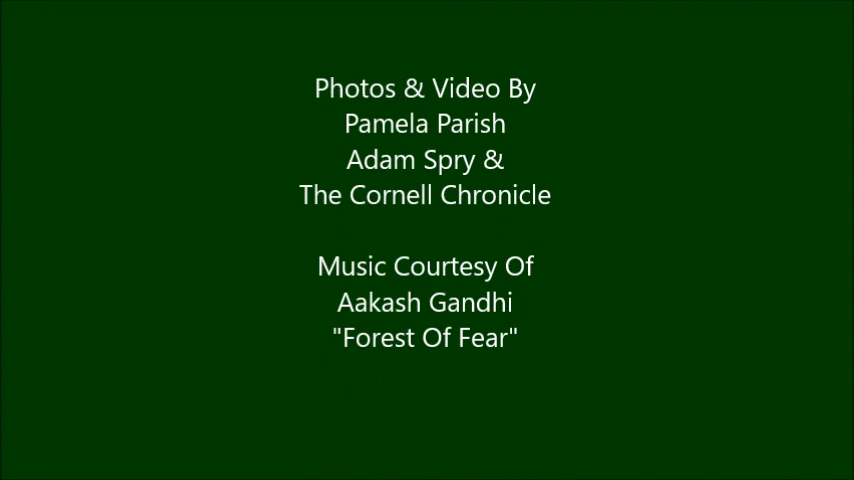 Photos & Video By
Pamela Parish
Adam Spry &
The Cornell Chronicle
Music Courtesy Of
Aakash Gandhi
"Forest Of Fear"